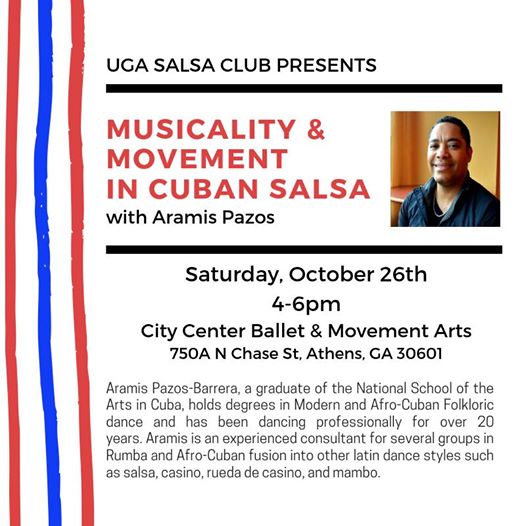 UGA SALSA CLUB PRESENTS
MUSICALITY &
MOVEMENT
IN CUBAN SALSA
with Aramis Pazos
Saturday, October 26th
4-6pm
City Center Ballet & Movement Arts
750A N Chase St, Athens, GA 30601
Aramis Pazos-Barrera, a graduate of the National School of the
Arts in Cuba, holds degrees in Modern and Afro-Cuban Folkloric
dance and has been dancing professionally for over 20
years. Aramis is an experienced consultant for several groups in
Rumba and Afro-Cuban fusion into other latin dance styles such
as salsa, casino, rueda de casino, and mambo.